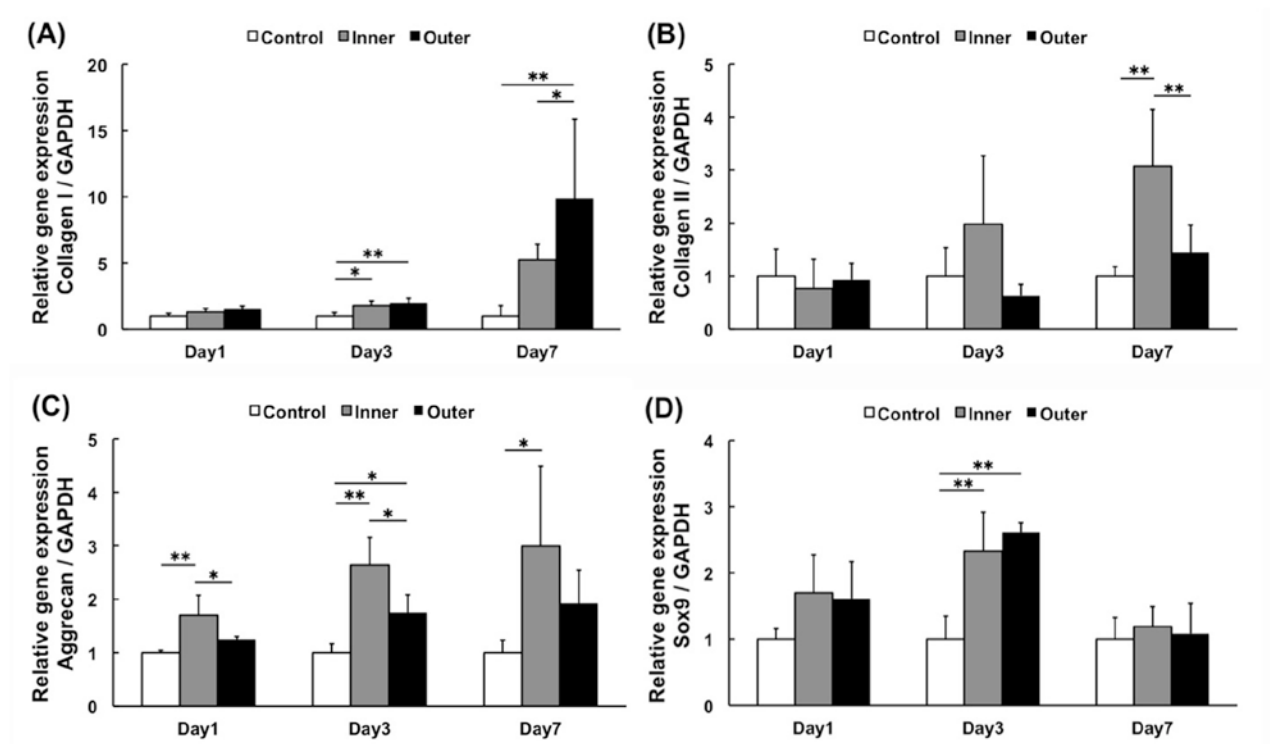 (A)
Control Inner Outer
Relative gene expression
Collagen I / GAPDH
20
15
10
5
0
** 
*
**
*
Day1 Day3 Day7
(B)
Control Inner Outer
Relative gene expression
Collagen II / GAPDH
5
4
3
2
1
0
**
**
Day1 Day3 Day7
(C)
Control Inner Outer
Relative gene expression
Aggrecan / GAPDH
5
4
3
2
1
0
**
*
*
**
*
*
Day1 Day3 Day7
(D)
Control Inner Outer
Relative gene expression
Sox9 / GAPDH
4
3
2
1
0
**
**
Day1 Day3 Day7